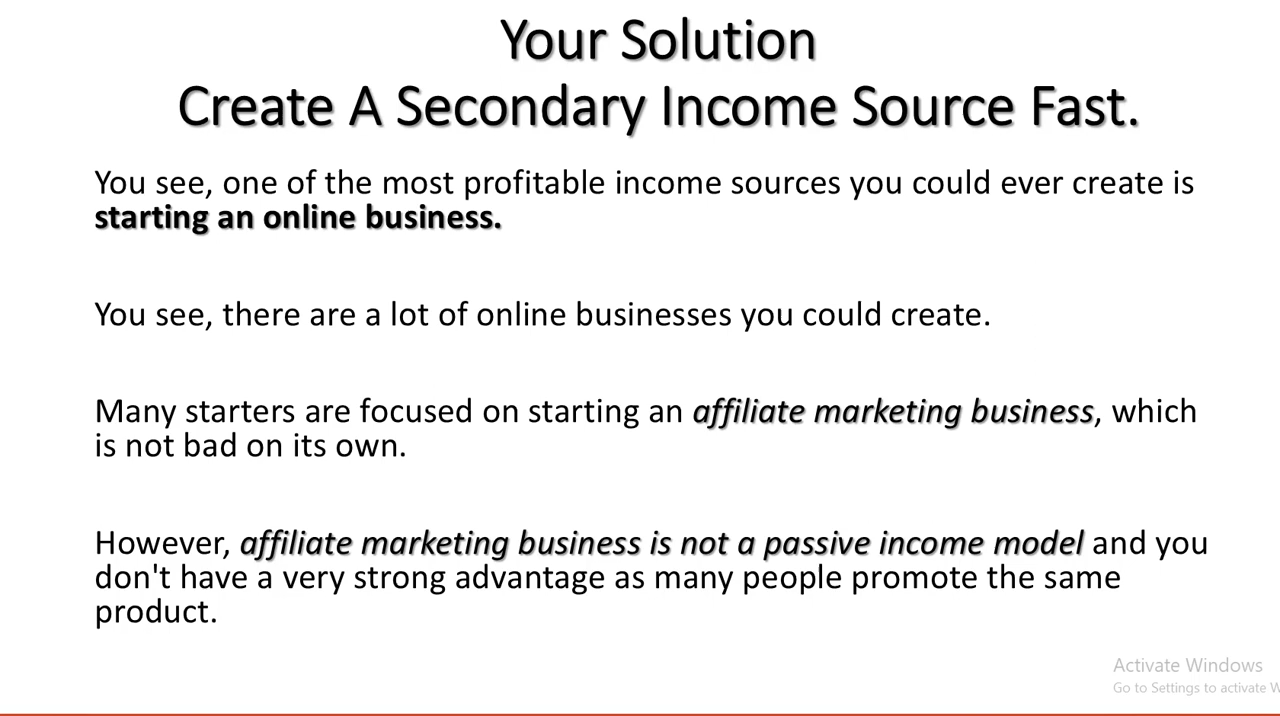 Your Solution
Create A Secondary Income Source Fast.
You see, one of the most profitable income sources you could ever create is
starting an online business.
You see, there are a lot of online businesses you could create.
Many starters are focused on starting an affiliate marketing business, which
is not bad on its own.
However, affiliate marketing business is not a passive income model and you
don't have a very strong advantage as many people promote the same
product.
Activate Windows
Go to Settings to activate W